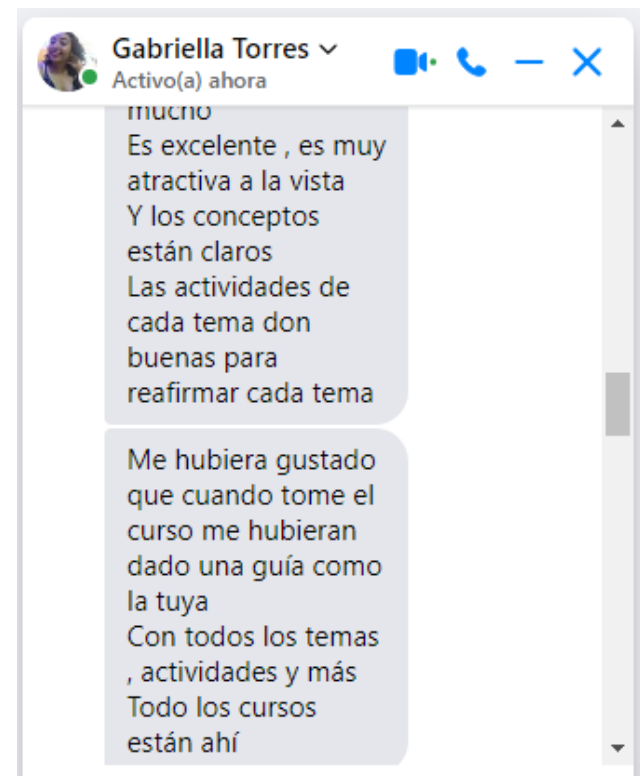 Gabriella Torres
Activo(a) ahora
mucho
Es excelente , es muy
atractiva a la vista
Y los conceptos
están claros
Las actividades de
cada tema don
buenas para
reafirmar cada tema
Me hubiera gustado
que cuando tome el
curso me hubieran
dado una guía como
la tuya
Con todos los temas
, actividades y más
Todo los cursos
están ahí